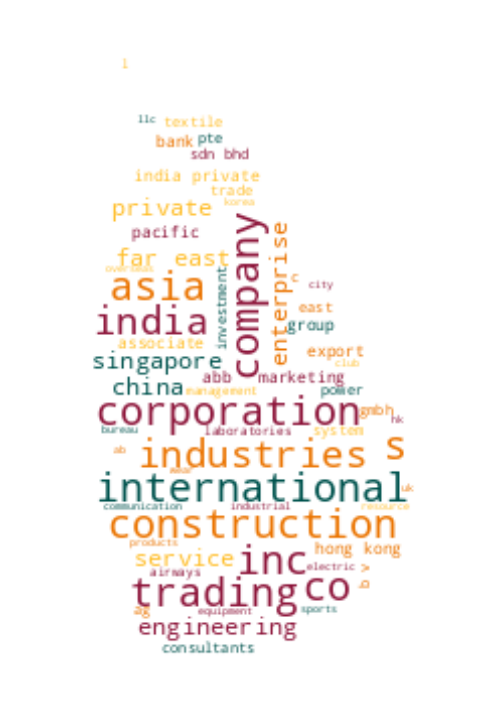 l
llc textile
bank pte
sdn bhd
india private
trade
private korea
pacific
company
enterprise
far east
overseas
investment
asia c
city
india east
group
associate
export
singapore club
abb marketing
china management power
corporation gmbh
hk
bureau laboratories system
ab industries s
wear
international uk
communication industrial resource
construction
products
service inc hong kong
airways electric
b v
trading co
ag equipment sports
engineering
consultants